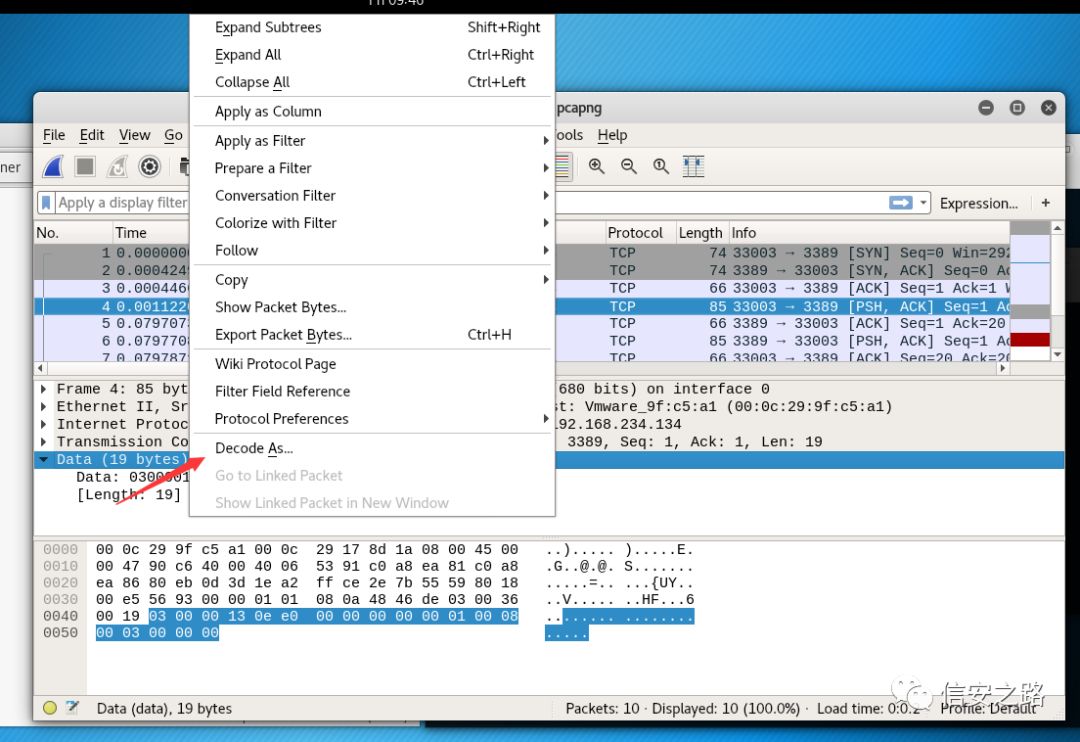 Fri 09:46
Expand Subtrees Shift+Right
Expand All Ctrl+Right
Collapse All Ctrl+Left
Apply as Column
Apply as Filter
Prepare a Filter
Conversation Filter
Colorize with Filter
Follow
Copy
Show Packet Bytes...
Export Packet Bytes... Ctrl+H
Wiki Protocol Page
Filter Field Reference
Protocol Preferences
Decode As...
Go to Linked Packet
Show Linked Packet in New Window
pcapng
File Edit View Go ools Help
ner
Apply a display filter Expression... +
No. Time Protocol Length Info
1 0.0000000 TCP 74 33003 → 3389 [SYN] Seq=0 Win=292
2 0.000424 TCP 74 3389 → 33003 [SYN, ACK] Seq=0 Ac
3 0.000446 TCP 66 33003 → 3389 [ACK] Seq=1 Ack=1 W
4 0.001122 TCP 85 33003 → 3389 [PSH, ACK] Seq=1 Ac
5 0.079707 TCP 66 3389 → 33003 [ACK] Seq=1 Ack=20
6 0.079770 TCP 85 3389 → 33003 [PSH, ACK] Seq=1 Ac
7 0.079787 TCP 66 33003 → 3389 [ACK] Seq=20 Ack=20
Frame 4: 85 byt 680 bits) on interface 0
Ethernet II, Sr st: Vmware_9f:c5:a1 (00:0c:29:9f:c5:a1)
Internet Protoc 92.168.234.134
Transmission Co 3389, Seq: 1, Ack: 1, Len: 19
Data (19 bytes)
Data: 0300001
[Length: 19]
0000 00 0c 29 9f c5 a1 00 0c 29 17 8d 1a 08 00 45 00 ..)..... ).....E.
0010 00 47 90 c6 40 00 40 06 53 91 c0 a8 ea 81 c0 a8 .G..@.@. S.......
0020 ea 86 80 eb 0d 3d 1e a2 ff ce 2e 7b 55 59 80 18 .....=.. ...{UY..
0030 00 e5 56 93 00 00 01 01 08 0a 48 46 de 03 00 36 ..V..... ..HF...6
0040 00 19 03 00 00 13 0e e0 00 00 00 00 00 01 00 08 ........ ........
0050 00 03 00 00 00 .....
Data (data), 19 bytes Packets: 10 · Displayed: 10 (100.0%) · Load time: 0:0.2 Profile: Default
信安之路